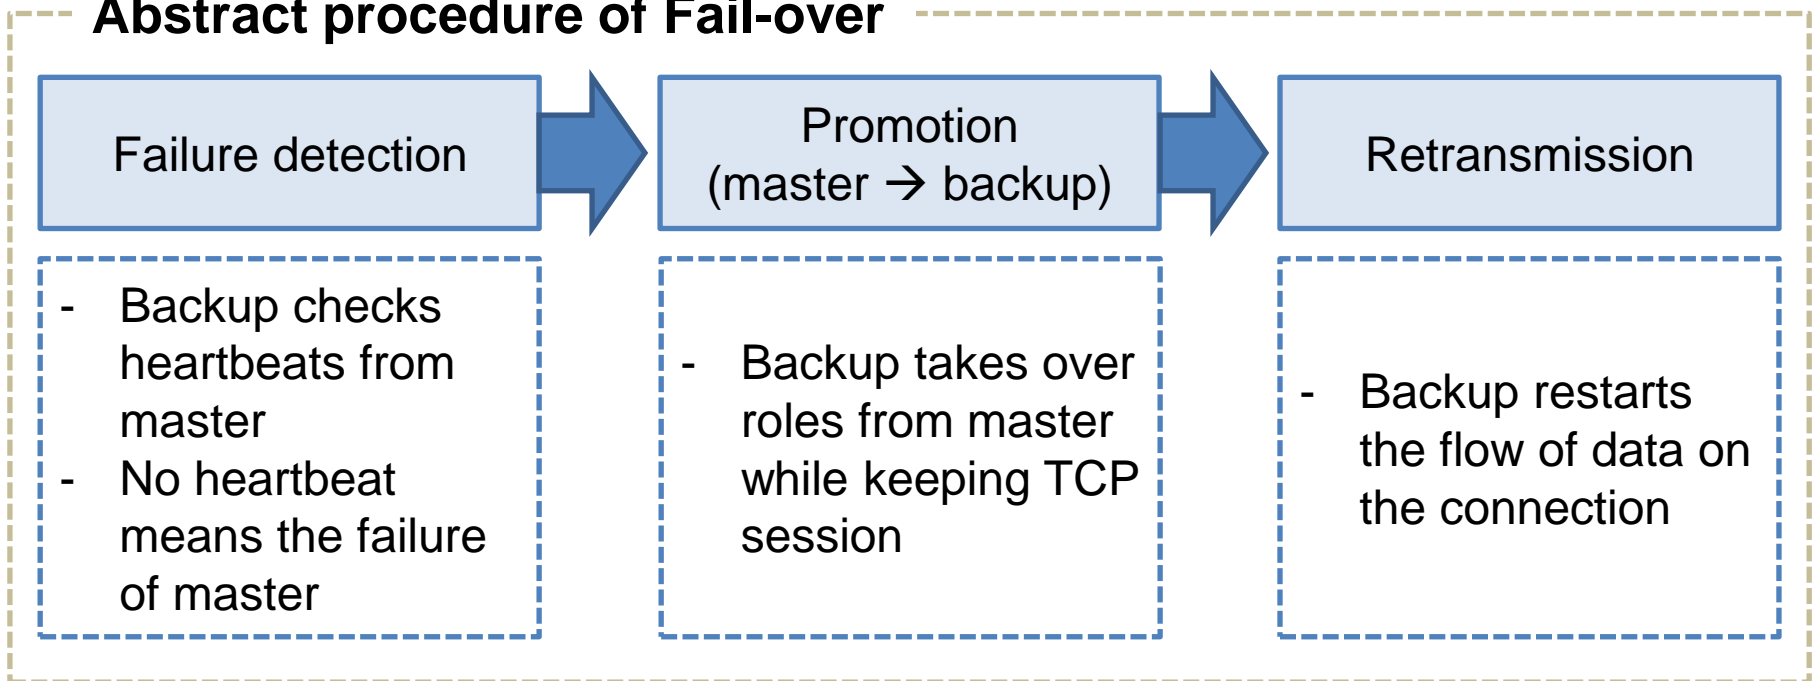 Abstract procedure of Fail-over
Failure detection
Promotion
(master → backup)
Retransmission
- Backup checks
heartbeats from
master
- No heartbeat
means the failure
of master
- Backup takes over
roles from master
while keeping TCP
session
- Backup restarts
the flow of data on
the connection